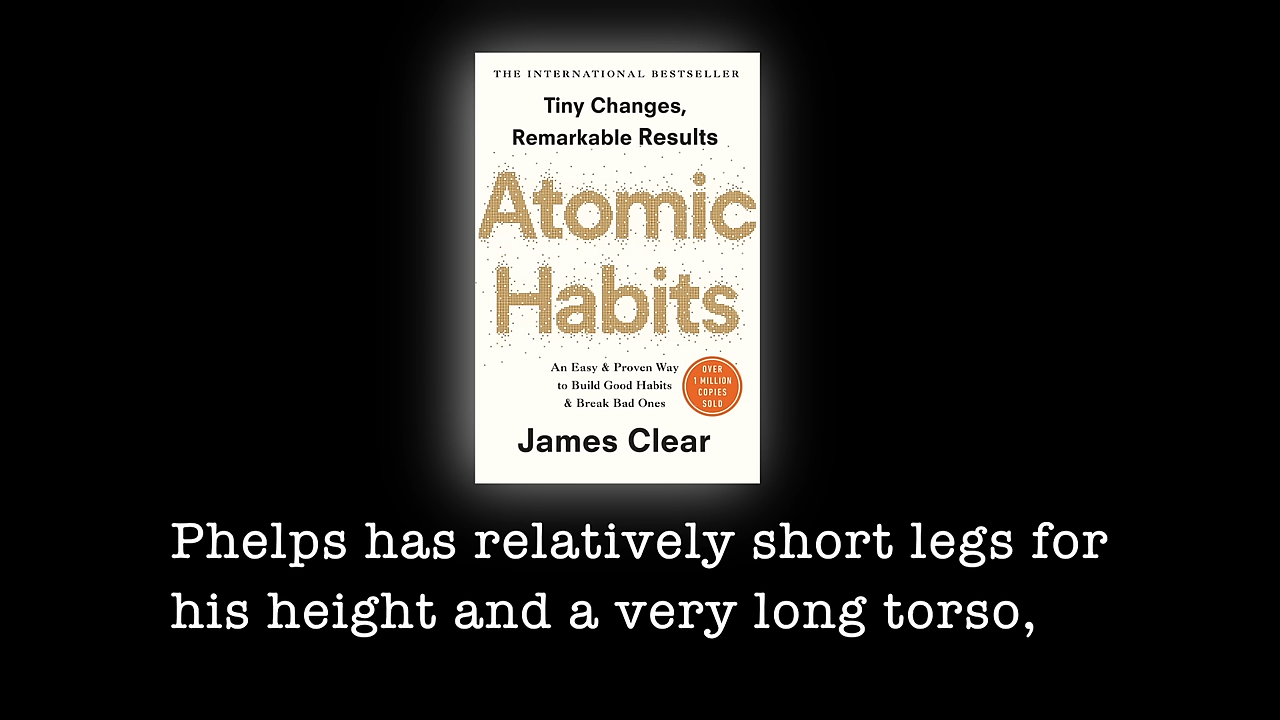 THE INTERNATIONAL BESTSELLER
Tiny Changes,
Remarkable Results
Atomic
Habits
An Easy & Proven Way
to Build Good Habits
& Break Bad Ones
OVER
1 MILLION
COPIES
SOLD
James Clear
Phelps has relatively short legs for
his height and a very long torso,